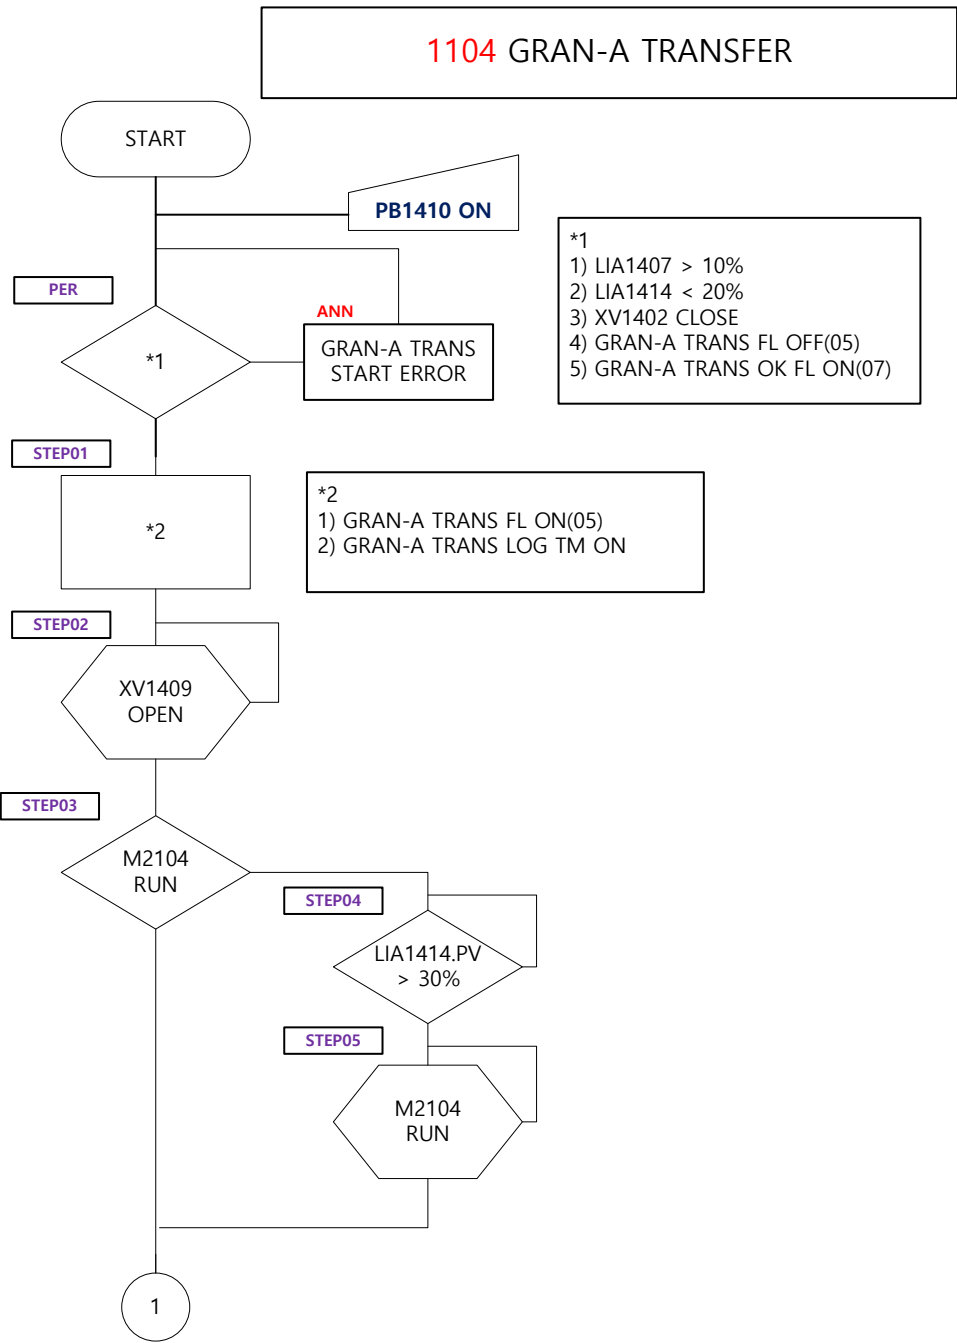 1104 GRAN-A TRANSFER
START
PB1410 ON
*1
1) LIA1407 > 10%
2) LIA1414 < 20%
3) XV1402 CLOSE
4) GRAN-A TRANS FL OFF(05)
5) GRAN-A TRANS OK FL ON(07)
PER
ANN
*1
GRAN-A TRANS
START ERROR
STEP01
*2
*2
1) GRAN-A TRANS FL ON(05)
2) GRAN-A TRANS LOG TM ON
STEP02
XV1409
OPEN
STEP03
M2104
RUN
STEP04
LIA1414.PV
> 30%
STEP05
M2104
RUN
1